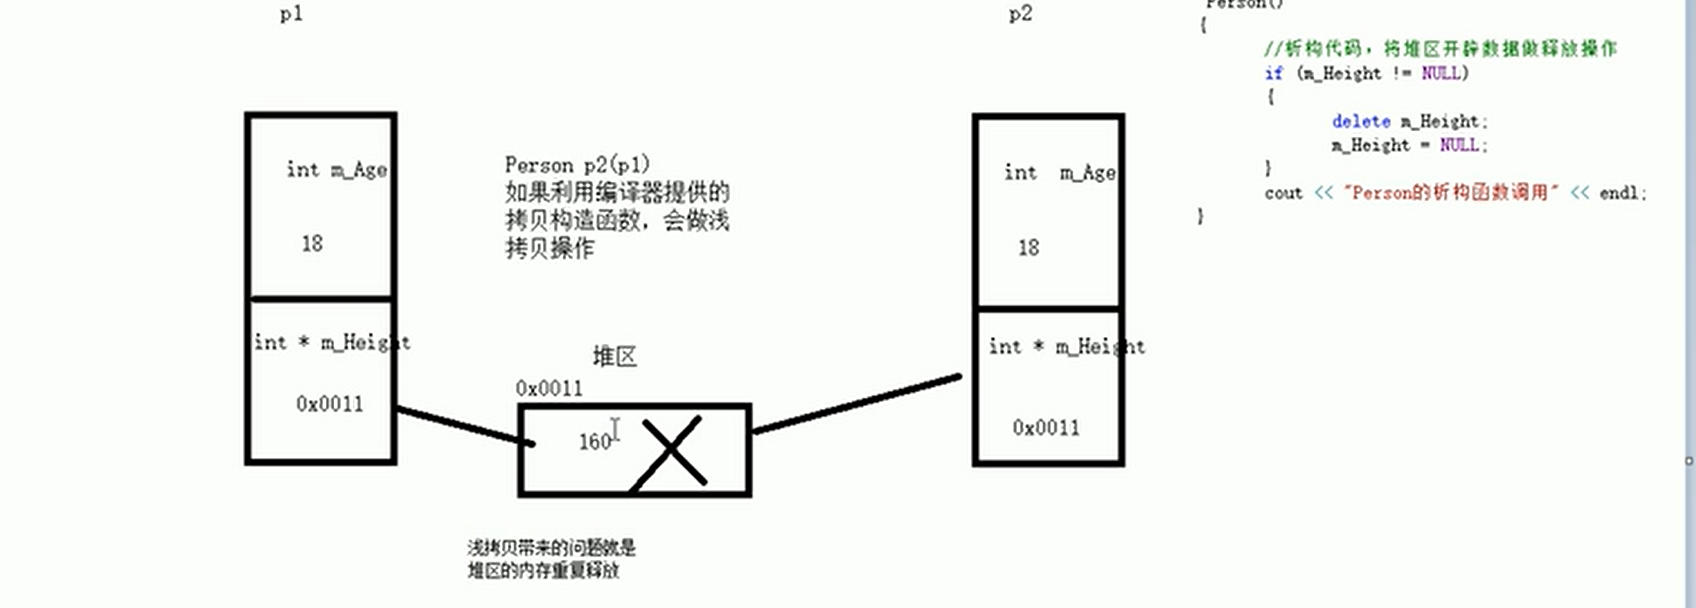 p1
int m_Age
18
int * m_Height
0x0011
Person p2(p1)
如果利用编译器提供的
拷贝构造函数，会做浅
拷贝操作
堆区
0x0011
160
浅拷贝带来的问题就是
堆区的内存重复释放
p2
int m_Age
18
int * m_Height
0x0011
Person()
{
//析构代码，将堆区开辟数据做释放操作
if (m_Height != NULL)
{
delete m_Height;
m_Height = NULL;
}
cout << "Person的析构函数调用" << endl;
}